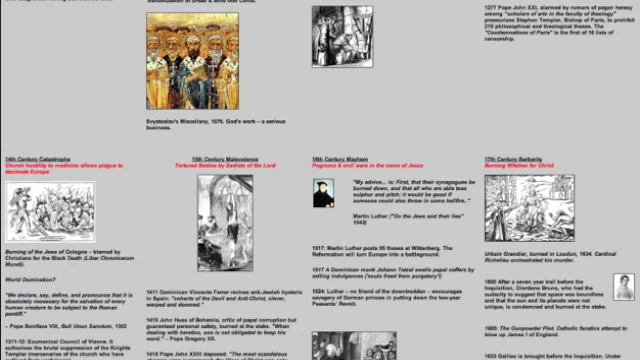 1277 Pope John XXI, alarmed by rumors of pagan heresy
among "scholars of arts in the faculty of theology"
pressurizes Stephen Templer, Bishop of Paris, to prohibit
219 philosophical and theological theses. The
"Condemnations of Paris" is the first of 16 lists of
censorship.
Svyatoslav's Miscellany, 1076. God's work – a serious
business.
14th Century Catastrophe
Church hostility to medicine allows plague to
decimate Europe
Burning of the Jews of Cologne – blamed by
Christians for the Black Death (Liber Chronicarum
Mundi).
World Domination?
"We declare, say, define, and pronounce that it is
absolutely necessary for the salvation of every
human creature to be subject to the Roman
pontiff."
– Pope Boniface VIII, Bull Unun Sanctum, 1302
1311-12: Ecumenical Council of Vienne. It
authorises the brutal suppression of the Knights
Templar (mercenaries of the church who have
15th Century Malevolence
Tortured Bodies by Sadists of the Lord
1411 Dominican Vincente Ferrer revives anti-Jewish hysteria
in Spain: "cohorts of the Devil and Anti-Christ, clever,
warped and doomed."
1415 John Huss of Bohemia, critic of papal corruption but
guaranteed personal safety, burned at the stake. "When
dealing with heretics, one is not obligated to keep his
word." – Pope Gregory XII.
1415 Pope John XXIII deposed: "The most scandalous
16th Century Mayhem
Pogroms & civil wars in the name of Jesus
"My advice... is: First, that their synagogues be
burned down, and that all who are able toss
sulphur and pitch; it would be good if
someone could also throw in some hellfire.."
Martin Luther ("On the Jews and their lies"
1543)
1517: Martin Luther posts 95 theses at Wittenberg. The
Reformation will turn Europe into a battleground.
1517 A Dominican monk Johann Tetzel swells papal coffers by
selling indulgences (souls freed from purgatory!)
1524: Luther – no friend of the downtrodden – encourages
savagery of German princes in putting down the two-year
Peasants' Revolt.
17th Century Barbarity
Burning Witches for Christ
Urbain Grandier, burned in Loudun, 1634. Cardinal
Richelieu orchestrated his murder.
1600 After a seven year trail before the
Inquisition, Giordano Bruno, who had
the audacity to suggest that space was boundless
and that the sun and its planets were not
unique, is condemned and burned at the stake.
1605: The Gunpowder Plot. Catholic fanatics attempt to
blow up James I of England.
1633 Galileo is brought before the Inquisition. Under